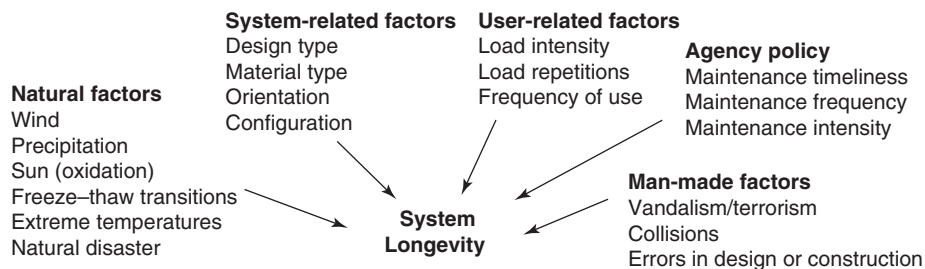 Natural factors
Wind
Precipitation
Sun (oxidation)
Freeze–thaw transitions
Extreme temperatures
Natural disaster
System-related factors
Design type
Material type
Orientation
Configuration
User-related factors
Load intensity
Load repetitions
Frequency of use
Agency policy
Maintenance timeliness
Maintenance frequency
Maintenance intensity
Man-made factors
Vandalism/terrorism
Collisions
Errors in design or construction
System
Longevity